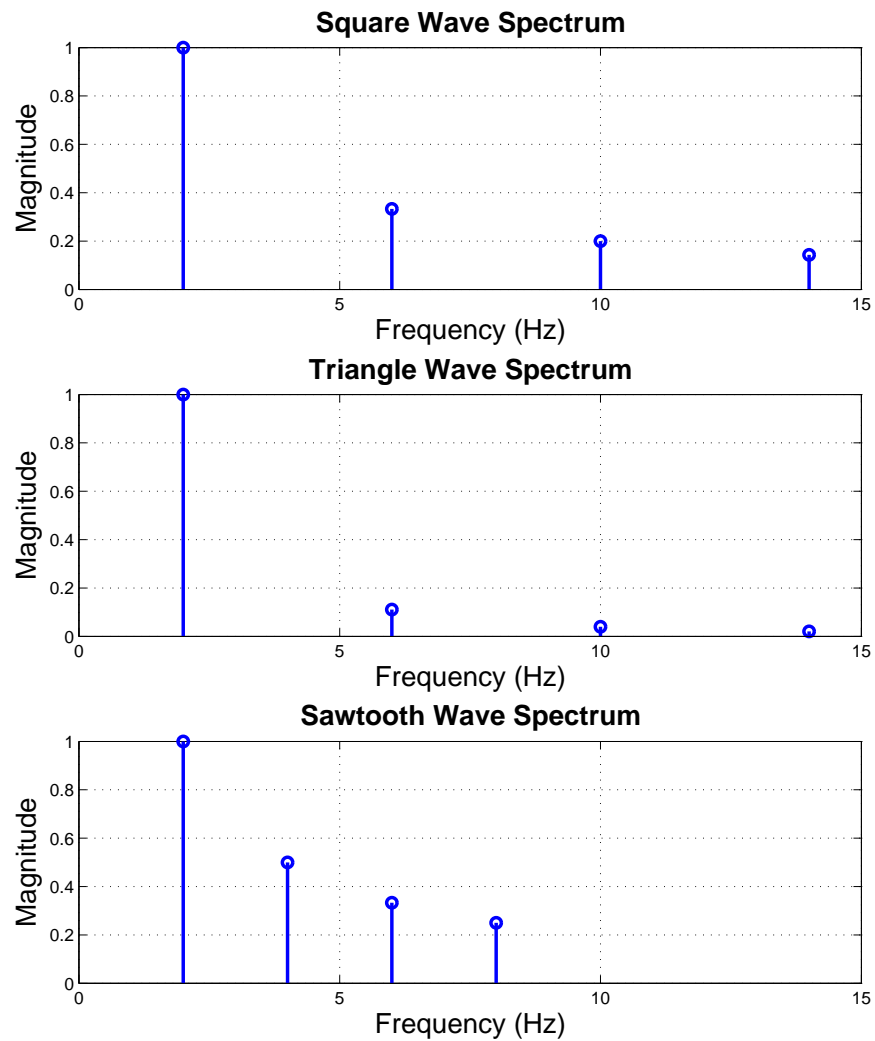 Square Wave Spectrum
1
0.8
0.6
0.4
0.2
0
Magnitude
0 5 10 15
Frequency (Hz)
Triangle Wave Spectrum
1
0.8
0.6
0.4
0.2
0
Magnitude
0 5 10 15
Frequency (Hz)
Sawtooth Wave Spectrum
1
0.8
0.6
0.4
0.2
0
Magnitude
0 5 10 15
Frequency (Hz)